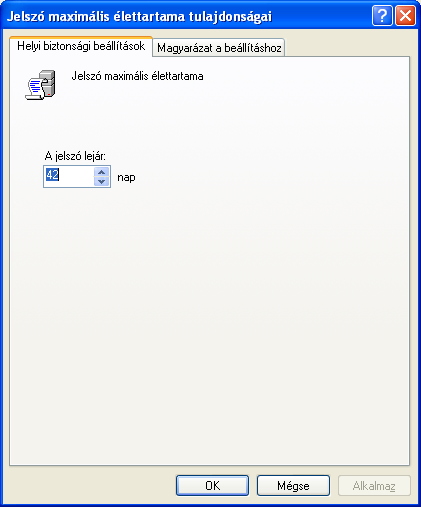 Jelszó maximális élettartama tulajdonságai
Helyi biztonsági beállítások
Magyarázat a beállításhoz
Jelszó maximális élettartama
A jelszó lejár:
42 nap
OK
Mégse
Alkalmaz